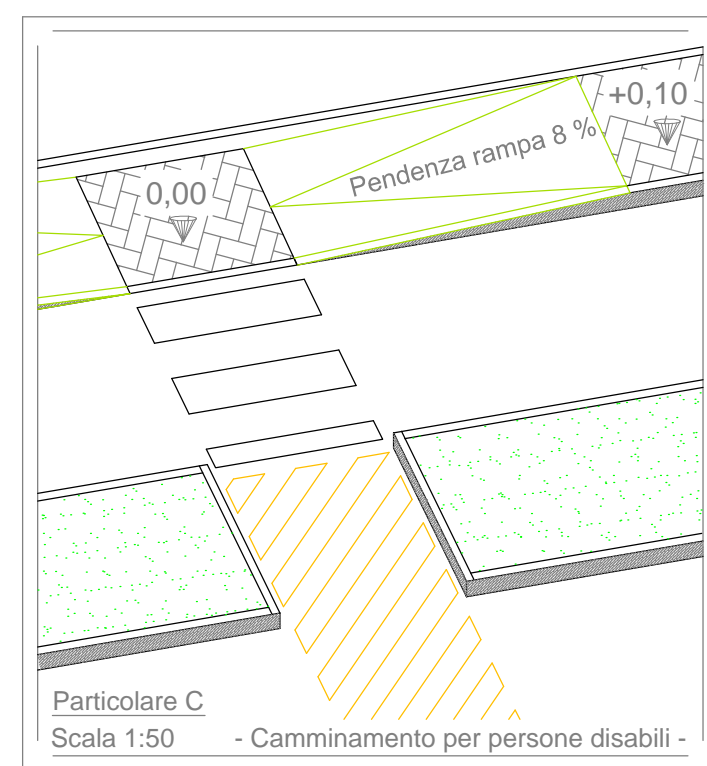 +0,10
Pendenza rampa 8 %
0,00
Particolare C
Scala 1:50 - Camminamento per persone disabili -